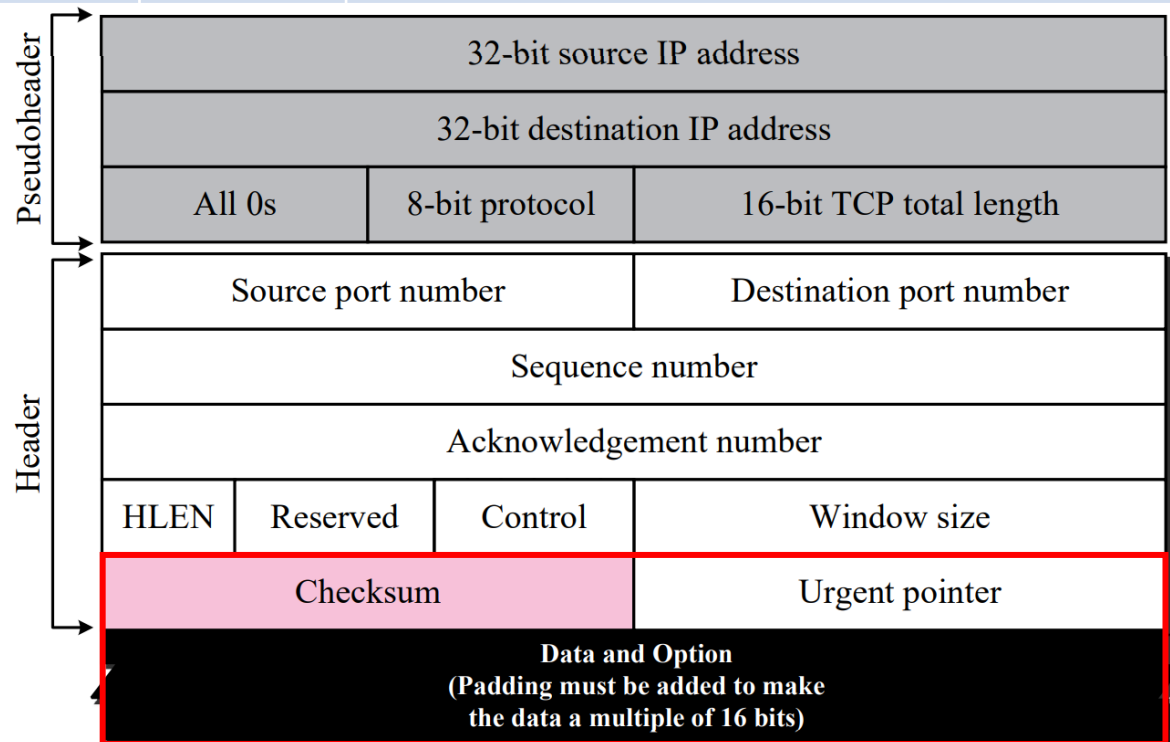 Pseudoheader
32-bit source IP address
32-bit destination IP address
All 0s 8-bit protocol 16-bit TCP total length
Header
Source port number Destination port number
Sequence number
Acknowledgement number
HLEN Reserved Control Window size
Checksum Urgent pointer
Data and Option
(Padding must be added to make
the data a multiple of 16 bits)